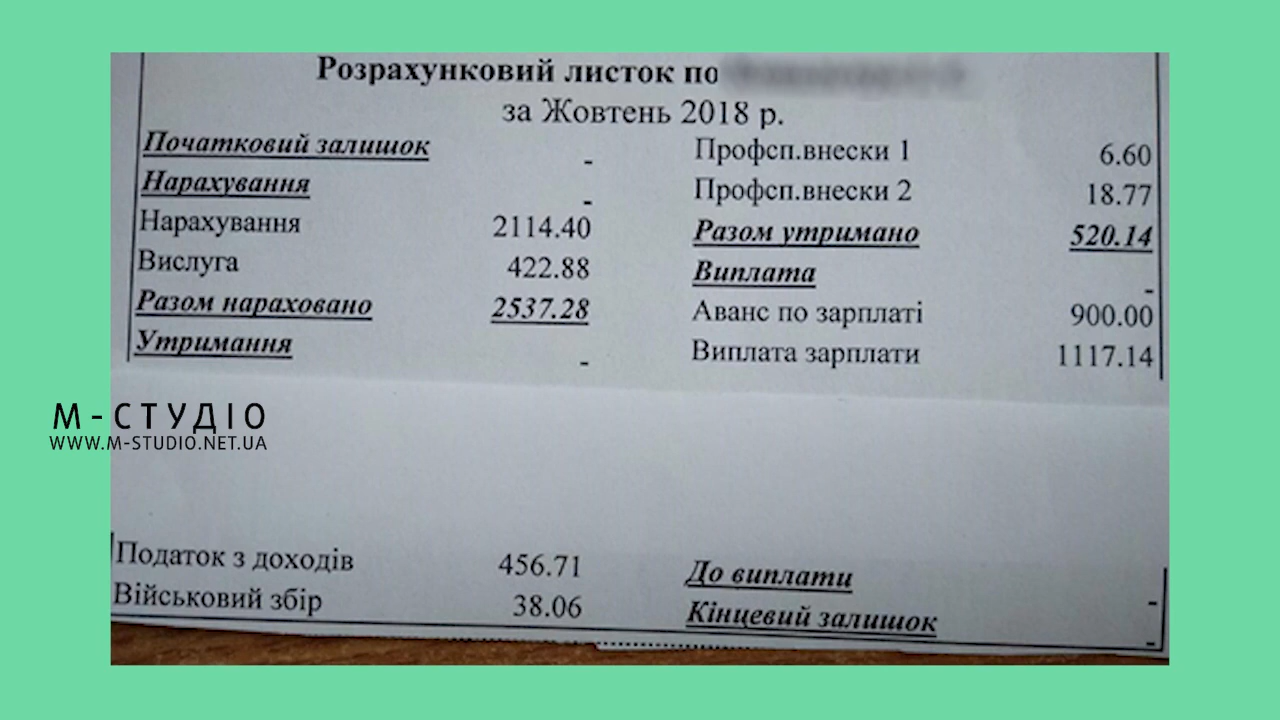 Розрахунковий листок по
за Жовтень 2018 р.
Початковий залишок -
Нарахування -
Нарахування 2114.40
Вислуга 422.88
Разом нараховано 2537.28
Утримання -
Податок з доходів 456.71
Військовий збір 38.06
Профсп.внески 1 6.60
Профсп.внески 2 18.77
Разом утримано 520.14
Виплата -
Аванс по зарплаті 900.00
Виплата зарплати 1117.14
До виплати -
Кінцевий залишок -
М-СТУДІО
WWW.M-STUDIO.NET.UA